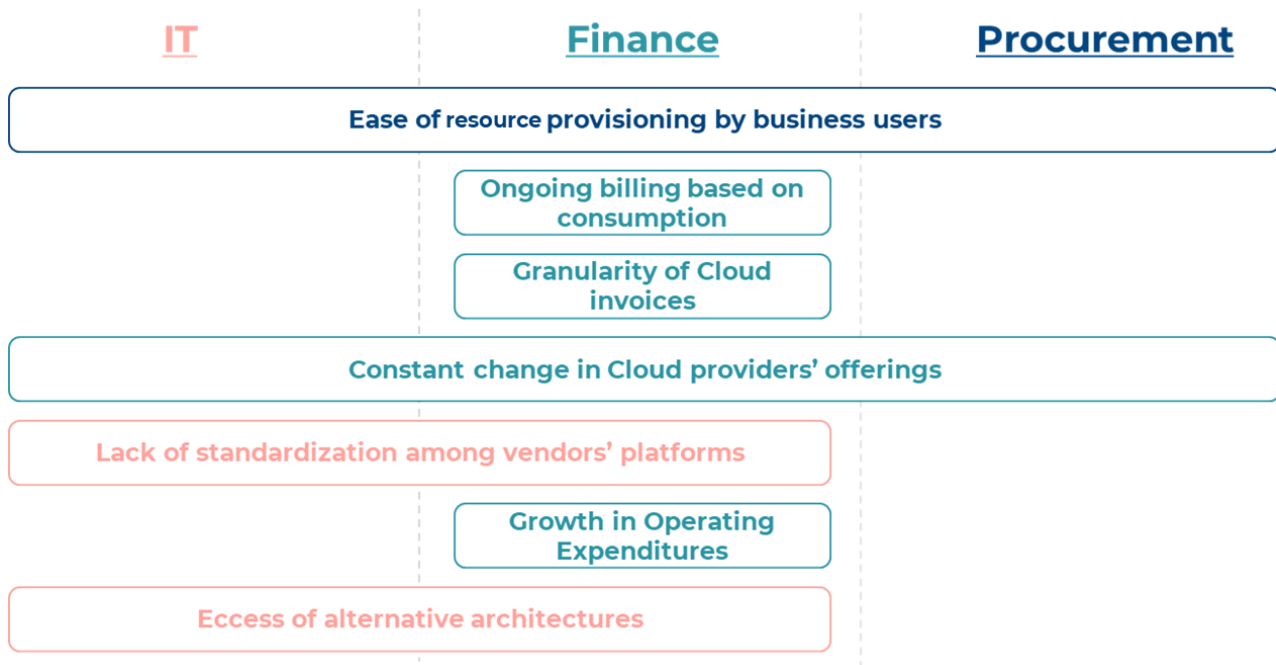 IT
Finance
Procurement
Ease of resource provisioning by business users
Ongoing billing based on
consumption
Granularity of Cloud
invoices
Constant change in Cloud providers’ offerings
Lack of standardization among vendors’ platforms
Growth in Operating
Expenditures
Eccess of alternative architectures